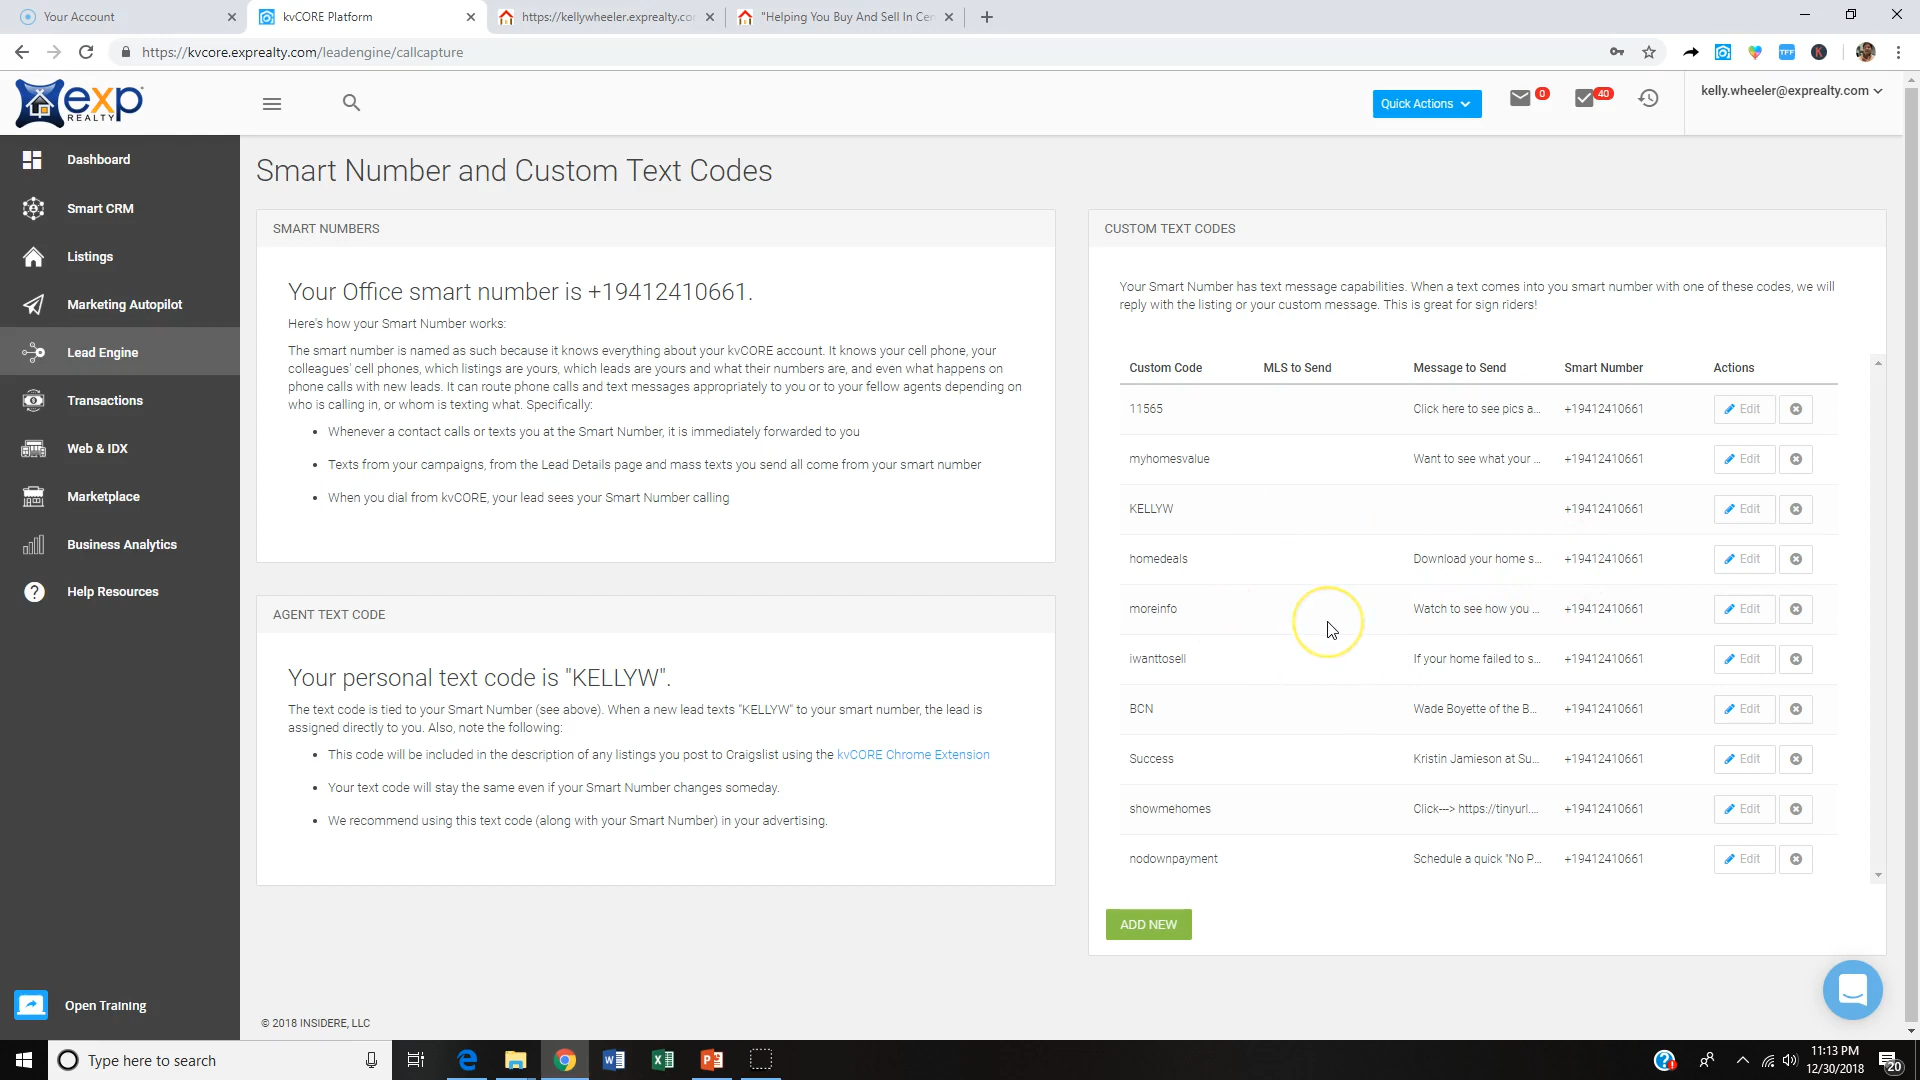 Your Account
kvCORE Platform
https://kellywheeler.exprealty.cor
"Helping You Buy And Sell In Cen
https://kvcore.exprealty.com/leadengine/callcapture
TFF
K
exp
REALTY
Quick Actions
0
40
kelly.wheeler@exprealty.com
Dashboard
Smart CRM
Listings
Marketing Autopilot
Lead Engine
Transactions
Web & IDX
Marketplace
Business Analytics
Help Resources
Open Training
Smart Number and Custom Text Codes
SMART NUMBERS
Your Office smart number is +19412410661.
Here's how your Smart Number works:
The smart number is named as such because it knows everything about your kvCORE account. It knows your cell phone, your
colleagues' cell phones, which listings are yours, which leads are yours and what their numbers are, and even what happens on
phone calls with new leads. It can route phone calls and text messages appropriately to you or to your fellow agents depending on
who is calling in, or whom is texting what. Specifically:
• Whenever a contact calls or texts you at the Smart Number, it is immediately forwarded to you
• Texts from your campaigns, from the Lead Details page and mass texts you send all come from your smart number
• When you dial from kvCORE, your lead sees your Smart Number calling
AGENT TEXT CODE
Your personal text code is "KELLYW".
The text code is tied to your Smart Number (see above). When a new lead texts "KELLYW" to your smart number, the lead is
assigned directly to you. Also, note the following:
• This code will be included in the description of any listings you post to Craigslist using the kvCORE Chrome Extension
• Your text code will stay the same even if your Smart Number changes someday.
• We recommend using this text code (along with your Smart Number) in your advertising.
CUSTOM TEXT CODES
Your Smart Number has text message capabilities. When a text comes into you smart number with one of these codes, we will
reply with the listing or your custom message. This is great for sign riders!
Custom Code MLS to Send Message to Send Smart Number Actions
11565 Click here to see pics a... +19412410661 Edit
myhomesvalue Want to see what your ... +19412410661 Edit
KELLYW +19412410661 Edit
homedeals Download your home s... +19412410661 Edit
moreinfo Watch to see how you ... +19412410661 Edit
iwanttosell If your home failed to s... +19412410661 Edit
BCN Wade Boyette of the B... +19412410661 Edit
Success Kristin Jamieson at Su... +19412410661 Edit
showmehomes Click---> https://tinyurl.... +19412410661 Edit
nodownpayment Schedule a quick "No P... +19412410661 Edit
ADD NEW
© 2018 INSIDERE, LLC
Type here to search
11:13 PM
12/30/2018
20